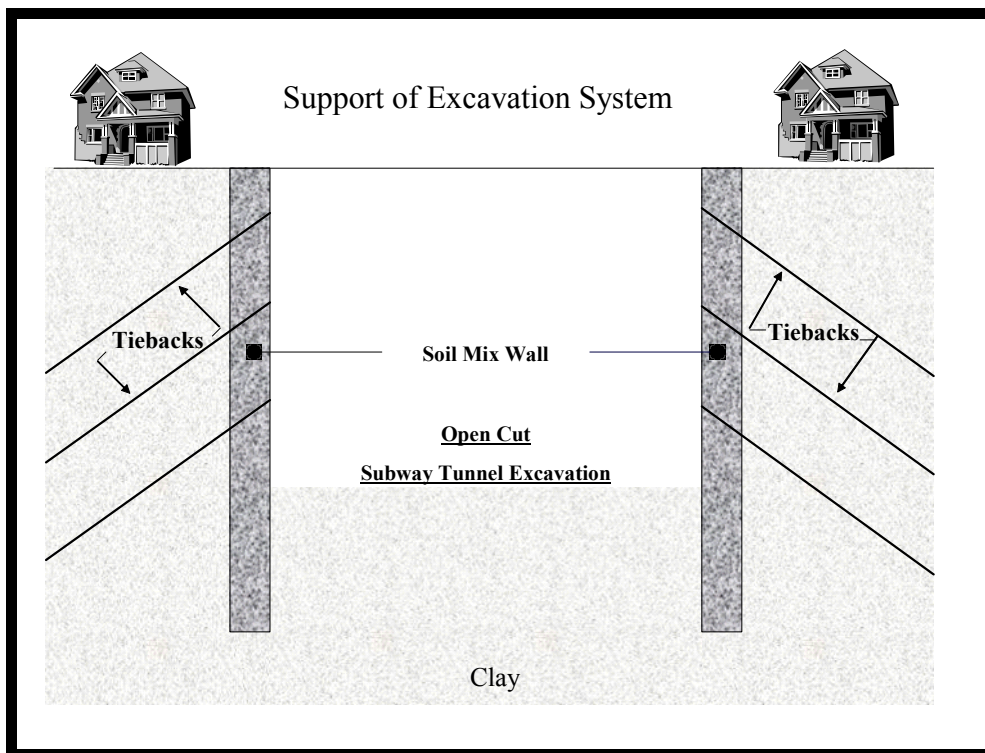 Support of Excavation System
Tiebacks
Tiebacks
Soil Mix Wall
Open Cut
Subway Tunnel Excavation
Clay